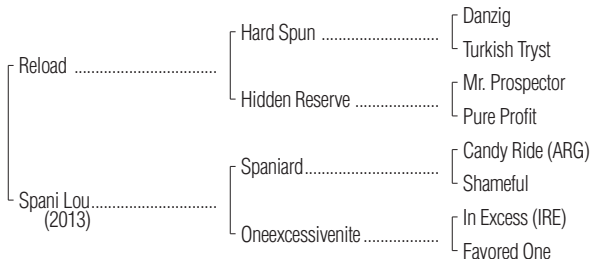 Danzig
Hard Spun ..............................
Turkish Tryst
Reload .....................................
Mr. Prospector
Hidden Reserve .....................
Pure Profit
Candy Ride (ARG)
Spaniard..................................
Shameful
Spani Lou.................................
(2013)
In Excess (IRE)
Oneexcessivenite ...................
Favored One